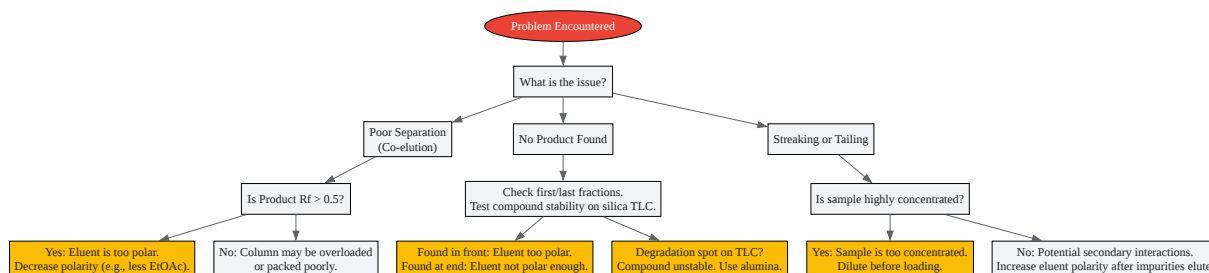 Problem Encountered
What is the issue?
Poor Separation
(Co-elution)
No Product Found
Streaking or Tailing
Is Product Rf > 0.5?
Check first/last fractions.
Test compound stability on silica TLC.
Is sample highly concentrated?
Yes: Eluent is too polar.
Decrease polarity (e.g., less EtOAc).
No: Column may be overloaded
or packed poorly.
Found in front: Eluent too polar.
Found at end: Eluent not polar enough.
Degradation spot on TLC?
Compound unstable. Use alumina.
Yes: Sample is too concentrated.
Dilute before loading.
No: Potential secondary interactions.
Increase eluent polarity after impurities elute